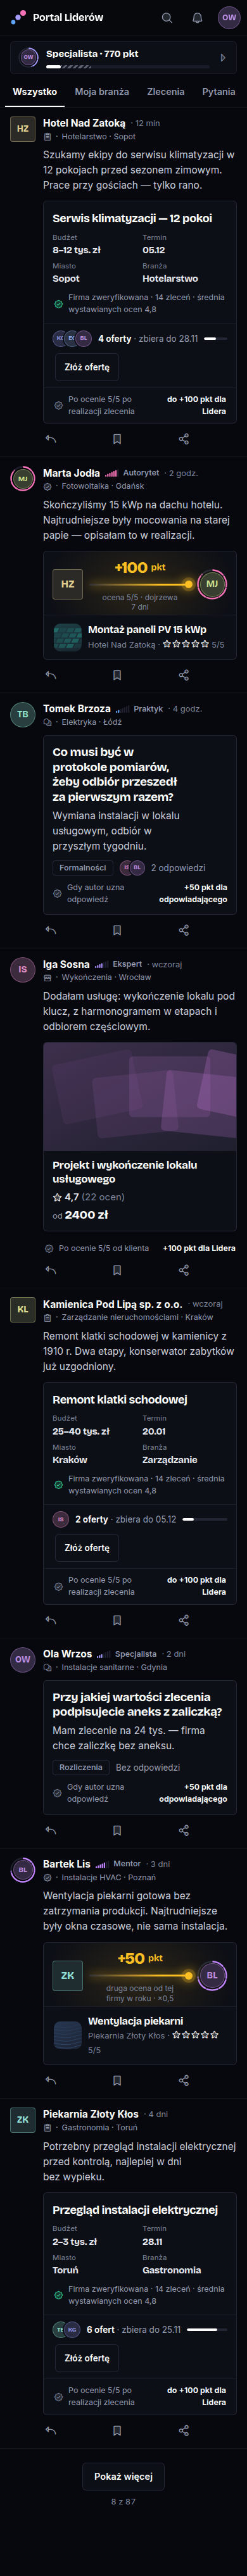 Portal Liderów
OW
OW
Specjalista · 770 pkt
Wszystko
Moja branża
Zlecenia
Pytania
HZ
Hotel Nad Zatoką · 12 min
· Hotelarstwo · Sopot
Szukamy ekipy do serwisu klimatyzacji w
12 pokojach przed sezonem zimowym.
Prace przy gościach — tylko rano.
Serwis klimatyzacji — 12 pokoi
Budżet
Termin
8–12 tys. zł
05.12
Miasto
Branża
Sopot
Hotelarstwo
Firma zweryfikowana · 14 zleceń · średnia
wystawianych ocen 4,8
BL
4 oferty · zbiera do 28.11
Złóż ofertę
Po ocenie 5/5 po
realizacji zlecenia
do +100 pkt dla
Lidera
MJ
Marta Jodła
Autorytet · 2 godz.
· Fotowoltaika · Gdańsk
Skończyliśmy 15 kWp na dachu hotelu.
Najtrudniejsze były mocowania na starej
papie — opisałam to w realizacji.
HZ
+100 pkt
MJ
ocena 5/5 · dojrzewa
7 dni
Montaż paneli PV 15 kWp
Hotel Nad Zatoką · 5/5
TB
Tomek Brzoza
Praktyk · 4 godz.
· Elektryka · Łódź
Co musi być w
protokole pomiarów,
żeby odbiór przeszedł
za pierwszym razem?
Wymiana instalacji w lokalu
usługowym, odbiór w
przyszłym tygodniu.
Formalności
BL
2 odpowiedzi
Gdy autor uzna
odpowiedź
+50 pkt dla
odpowiadającego
IS
Iga Sosna
Ekspert · wczoraj
· Wykończenia · Wrocław
Dodałam usługę: wykończenie lokalu pod
klucz, z harmonogramem w etapach i
odbiorem częściowym.
Projekt i wykończenie lokalu
usługowego
4,7 (22 ocen)
od 2400 zł
Po ocenie 5/5 od klienta
+100 pkt dla Lidera
KL
Kamienica Pod Lipą sp. z o.o. · wczoraj
· Zarządzanie nieruchomościami · Kraków
Remont klatki schodowej w kamienicy z
1910 r. Dwa etapy, konserwator zabytków
już uzgodniony.
Remont klatki schodowej
Budżet
Termin
25–40 tys. zł
20.01
Miasto
Branża
Kraków
Zarządzanie
Firma zweryfikowana · 14 zleceń · średnia
wystawianych ocen 4,8
IS
2 oferty · zbiera do 05.12
Złóż ofertę
Po ocenie 5/5 po
realizacji zlecenia
do +100 pkt dla
Lidera
OW
Ola Wrzos
Specjalista · 2 dni
· Instalacje sanitarne · Gdynia
Przy jakiej wartości zlecenia
podpisujecie aneks z zaliczką?
Mam zlecenie na 24 tys. — firma
chce zaliczkę bez aneksu.
Rozliczenia
Bez odpowiedzi
Gdy autor uzna
odpowiedź
+50 pkt dla
odpowiadającego
BL
Bartek Lis
Mentor · 3 dni
· Instalacje HVAC · Poznań
Wentylacja piekarni gotowa bez
zatrzymania produkcji. Najtrudniejsze
były okna czasowe, nie sama instalacja.
ZK
+50 pkt
BL
druga ocena od tej
firmy w roku · ×0,5
Wentylacja piekarni
Piekarnia Złoty Kłos ·
5/5
ZK
Piekarnia Złoty Kłos · 4 dni
· Gastronomia · Toruń
Potrzebny przegląd instalacji elektrycznej
przed kontrolą, najlepiej w dni
bez wypieku.
Przegląd instalacji elektrycznej
Budżet
Termin
2–3 tys. zł
28.11
Miasto
Branża
Toruń
Gastronomia
Firma zweryfikowana · 14 zleceń · średnia
wystawianych ocen 4,8
KG
6 ofert · zbiera do 25.11
Złóż ofertę
Po ocenie 5/5 po
realizacji zlecenia
do +100 pkt dla
Lidera
Pokaż więcej
8 z 87